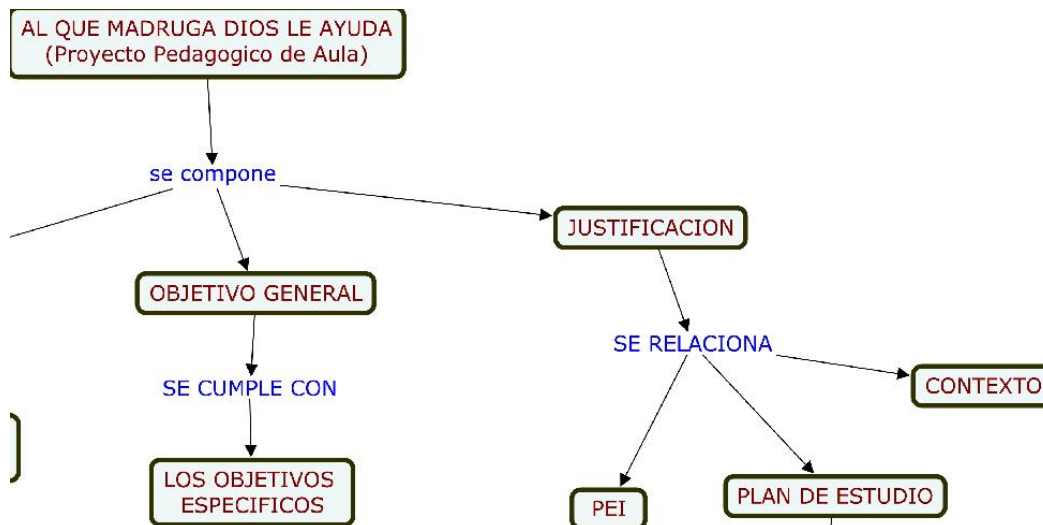 AL QUE MADRUGA DIOS LE AYUDA
(Proyecto Pedagogico de Aula)
se compone
JUSTIFICACION
OBJETIVO GENERAL
SE RELACIONA
SE CUMPLE CON
CONTEXTO
LOS OBJETIVOS
ESPECIFICOS
PEI
PLAN DE ESTUDIO